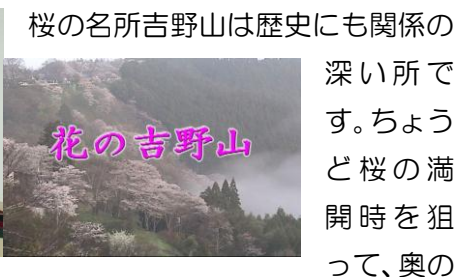 桜の名所吉野山は歴史にも関係の
深い所で
す。ちょう
ど桜の満
開時を狙
って、奥の
花の吉野山